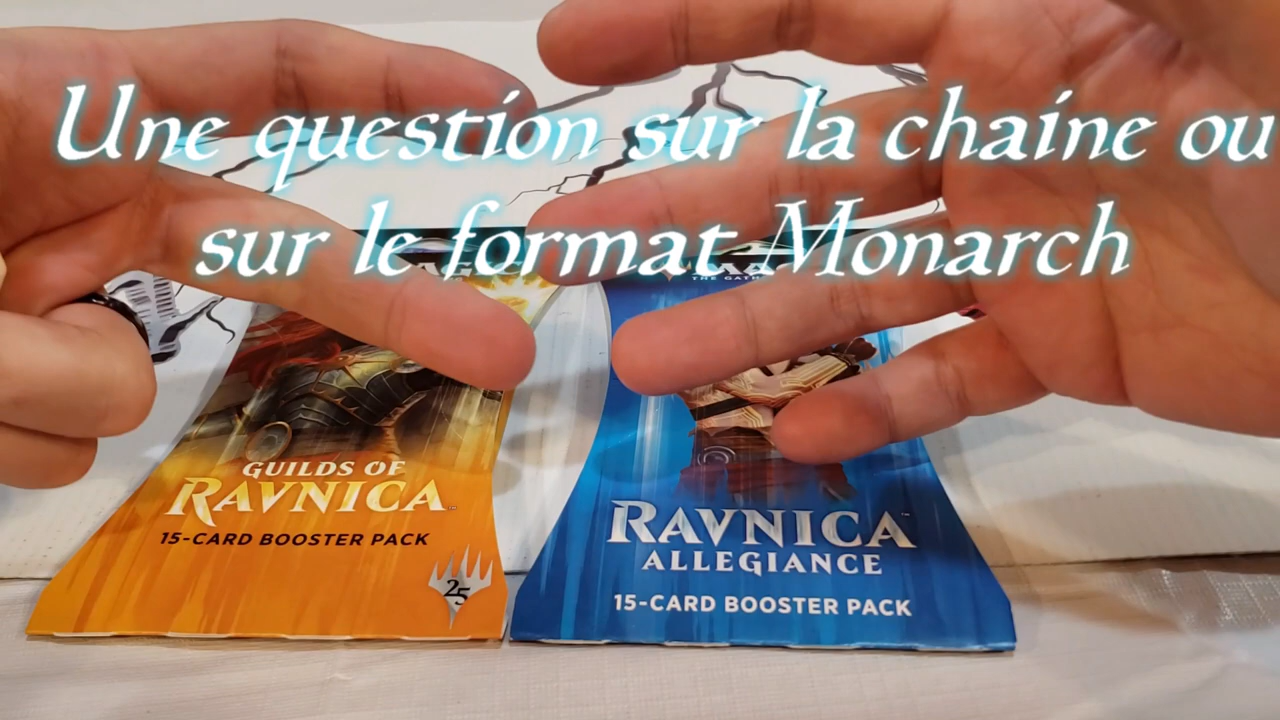 Une question sur la chaine ou
sur le format Monarch
GUILDS OF
RAVNICA
15-CARD BOOSTER PACK
25
RAVNICA
ALLEGIANCE
15-CARD BOOSTER PACK